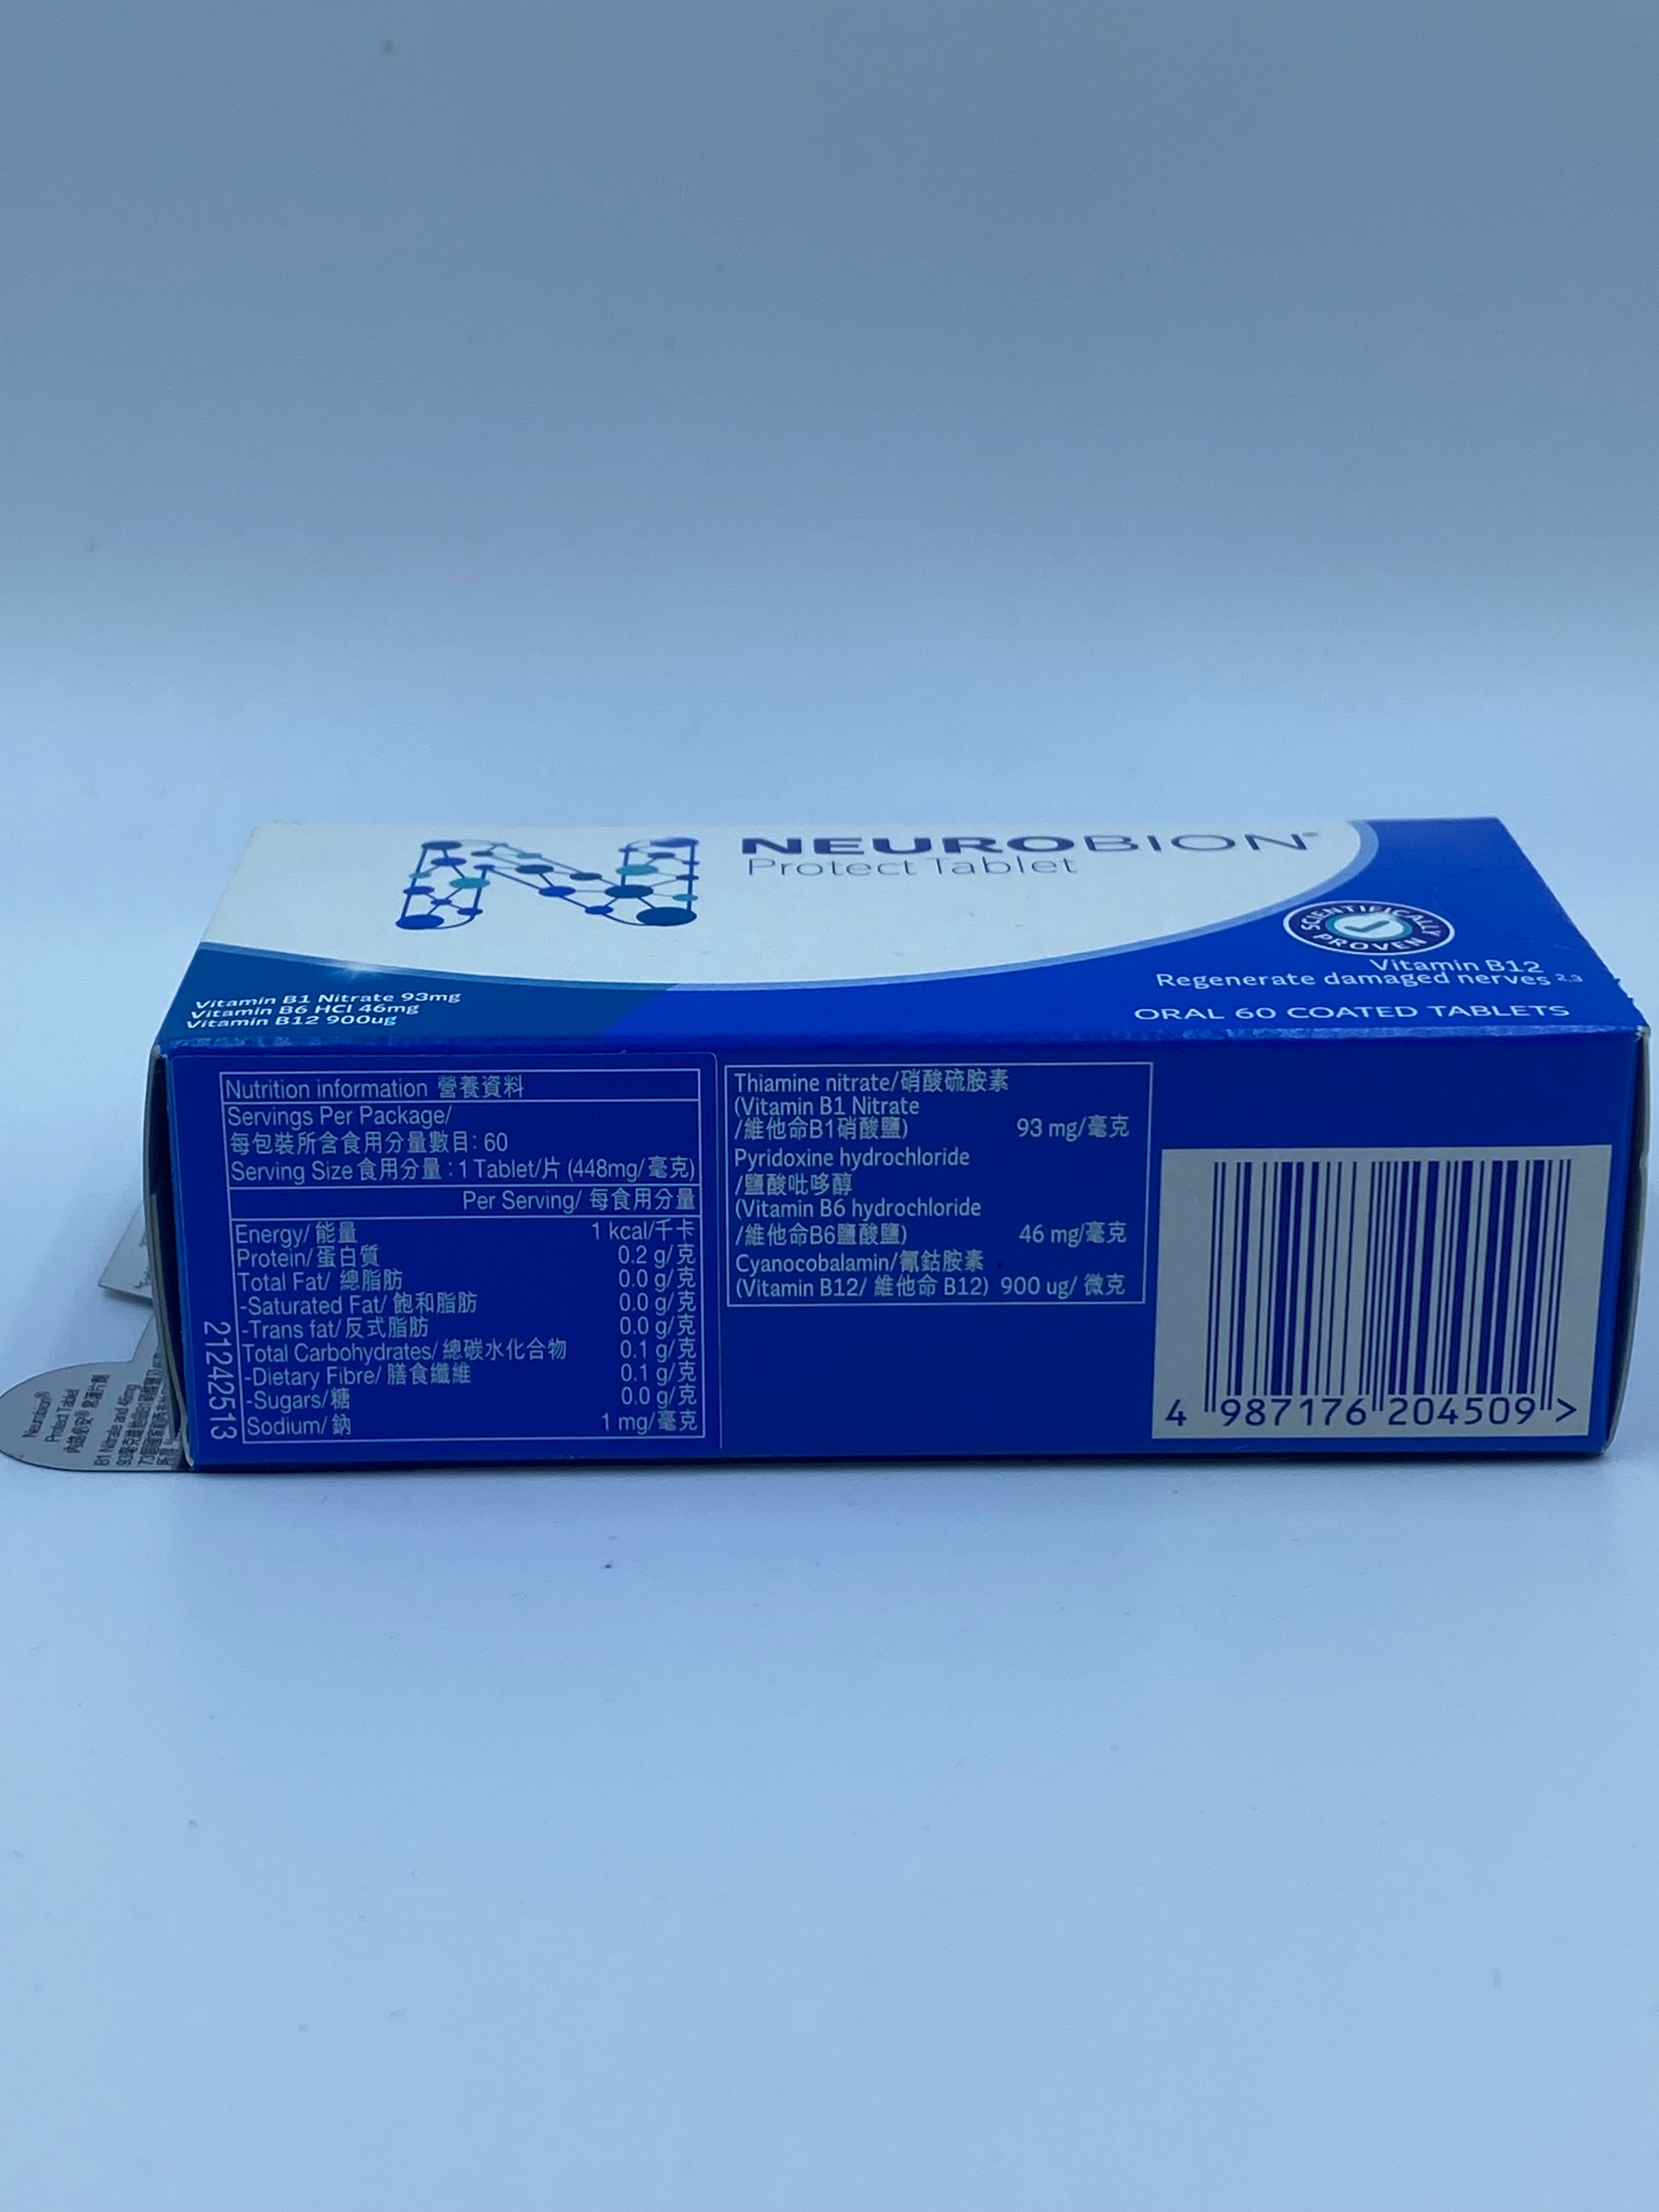 NEUROBION®
Protect Tablet
SCIENTIFICALLY PROVEN
Vitamin B12
Regenerate damaged nerves 2,3
ORAL 60 COATED TABLETS
Vitamin B1 Nitrate 93mg
Vitamin B6 HCl 46mg
Vitamin B12 900ug
Nutrition information 營養資料
Servings Per Package/
每包裝所含食用分量數目: 60
Serving Size 食用分量 : 1 Tablet/片 (448mg/毫克)
Per Serving/ 每食用分量
Energy/ 能量 1 kcal/千卡
Protein/ 蛋白質 0.2 g/克
Total Fat/ 總脂肪 0.0 g/克
-Saturated Fat/ 飽和脂肪 0.0 g/克
-Trans fat/ 反式脂肪 0.0 g/克
Total Carbohydrates/ 總碳水化合物 0.1 g/克
-Dietary Fibre/ 膳食纖維 0.1 g/克
-Sugars/糖 0.0 g/克
Sodium/ 鈉 1 mg/毫克
21242513
Thiamine nitrate/硝酸硫胺素
(Vitamin B1 Nitrate
/維他命B1硝酸鹽) 93 mg/毫克
Pyridoxine hydrochloride
/鹽酸吡哆醇
(Vitamin B6 hydrochloride
/維他命B6鹽酸鹽) 46 mg/毫克
Cyanocobalamin/氰鈷胺素
(Vitamin B12/ 維他命 B12) 900 ug/ 微克
4 987176 204509 >
Neurobion®
Protect Tablet
B1 Nitrate and 46mg